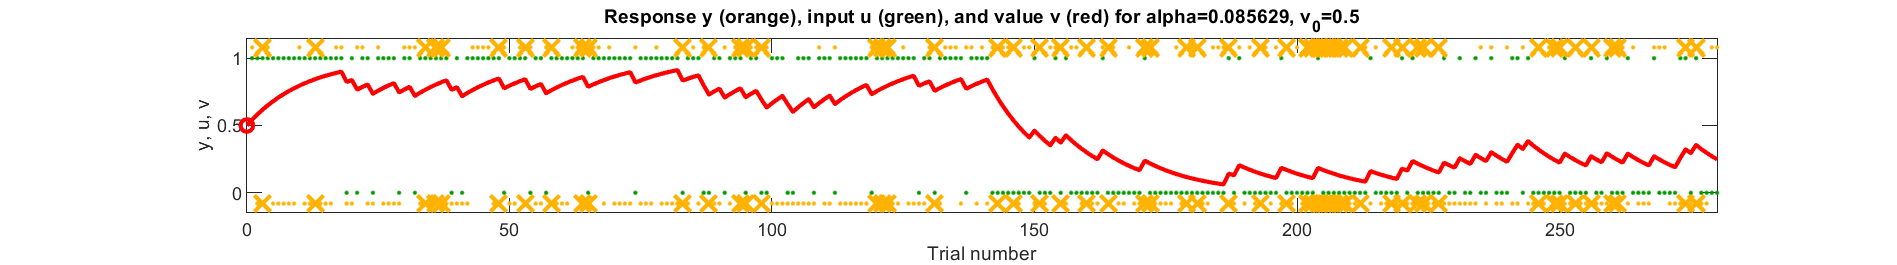 Response y (orange), input u (green), and value v (red) for alpha=0.085629, v0=0.5
y, u, v
1
0.5
0
0 50 100 150 200 250
Trial number